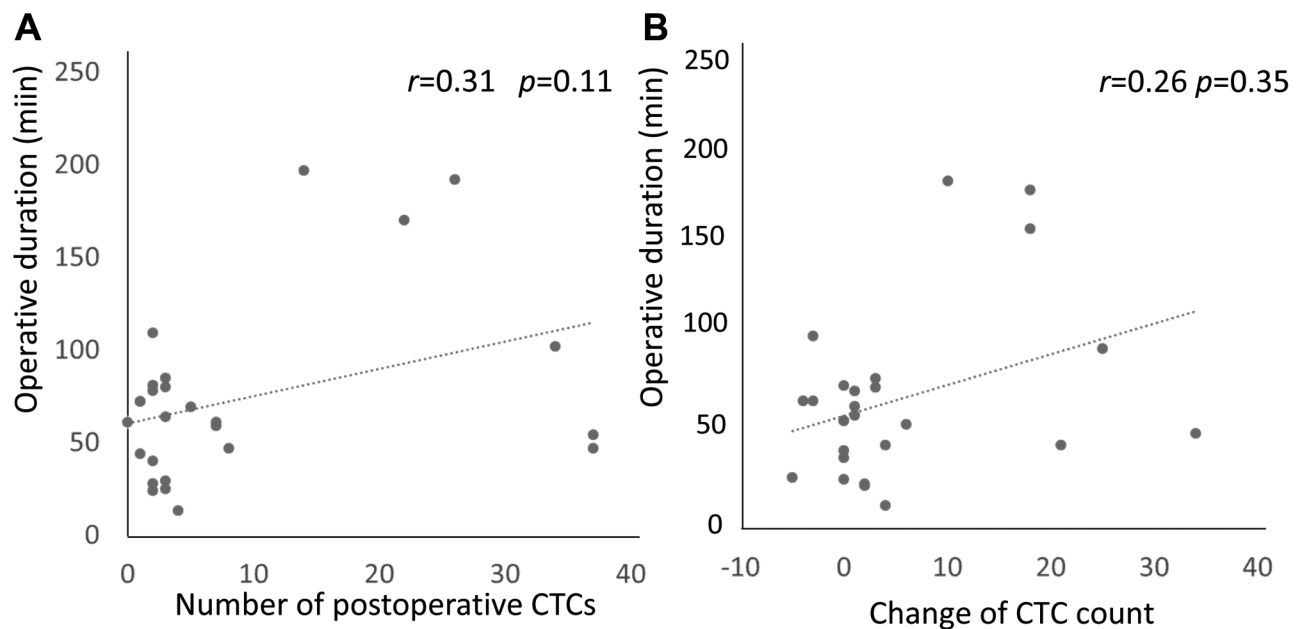 A
Operative duration (miin)
r=0.31 p=0.11
250
200
150
100
50
0
0 10 20 30 40
Number of postoperative CTCs
B
Operative duration (min)
r=0.26 p=0.35
250
200
150
100
50
0
-10 0 10 20 30 40
Change of CTC count